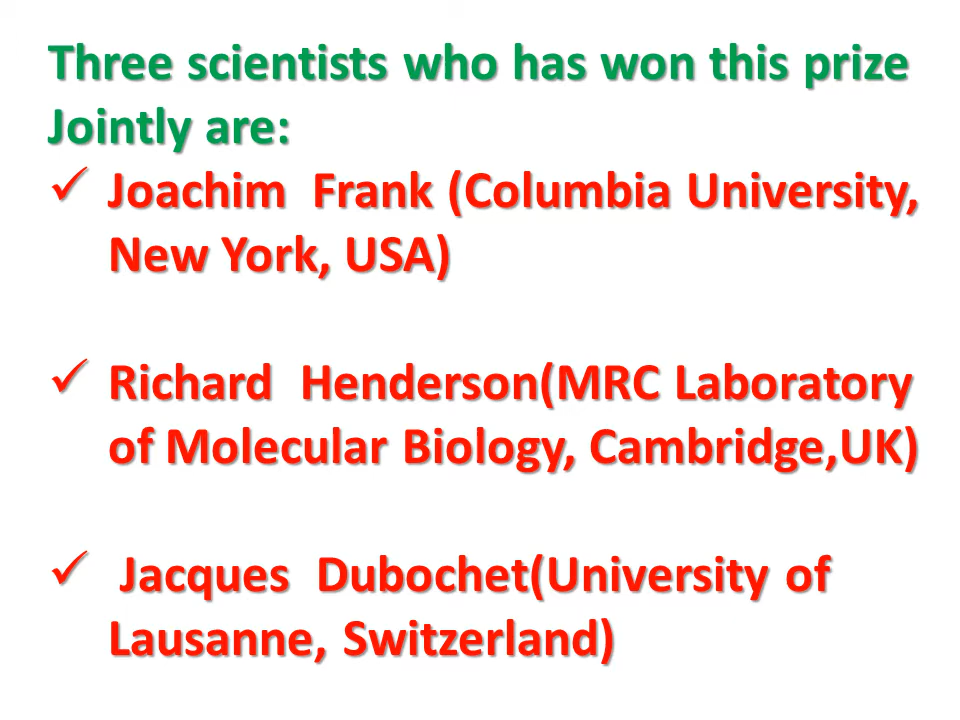 Three scientists who has won this prize
Jointly are:
✓ Joachim Frank (Columbia University,
New York, USA)
✓ Richard Henderson(MRC Laboratory
of Molecular Biology, Cambridge,UK)
✓ Jacques Dubochet(University of
Lausanne, Switzerland)